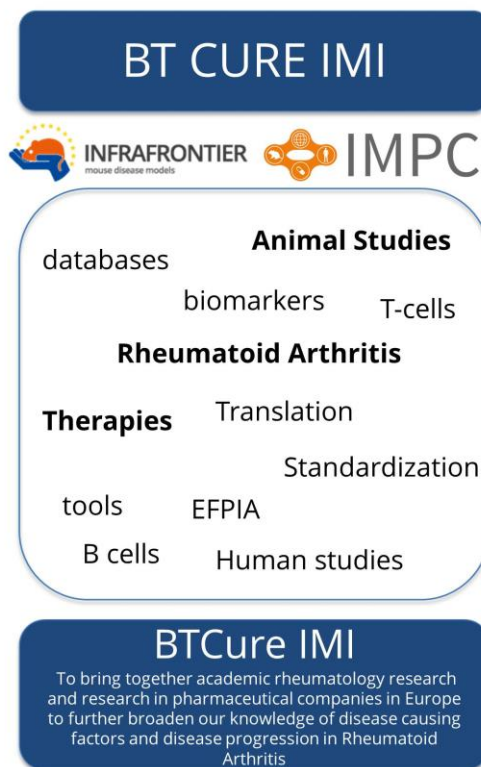 BT CURE IMI
INFRAFRONTIER
mouse disease models
IMPC
Animal Studies
databases
biomarkers
T-cells
Rheumatoid Arthritis
Translation
Therapies
Standardization
tools
EFPIA
B cells
Human studies
BTCure IMI
To bring together academic rheumatology research
and research in pharmaceutical companies in Europe
to further broaden our knowledge of disease causing
factors and disease progression in Rheumatoid
Arthritis